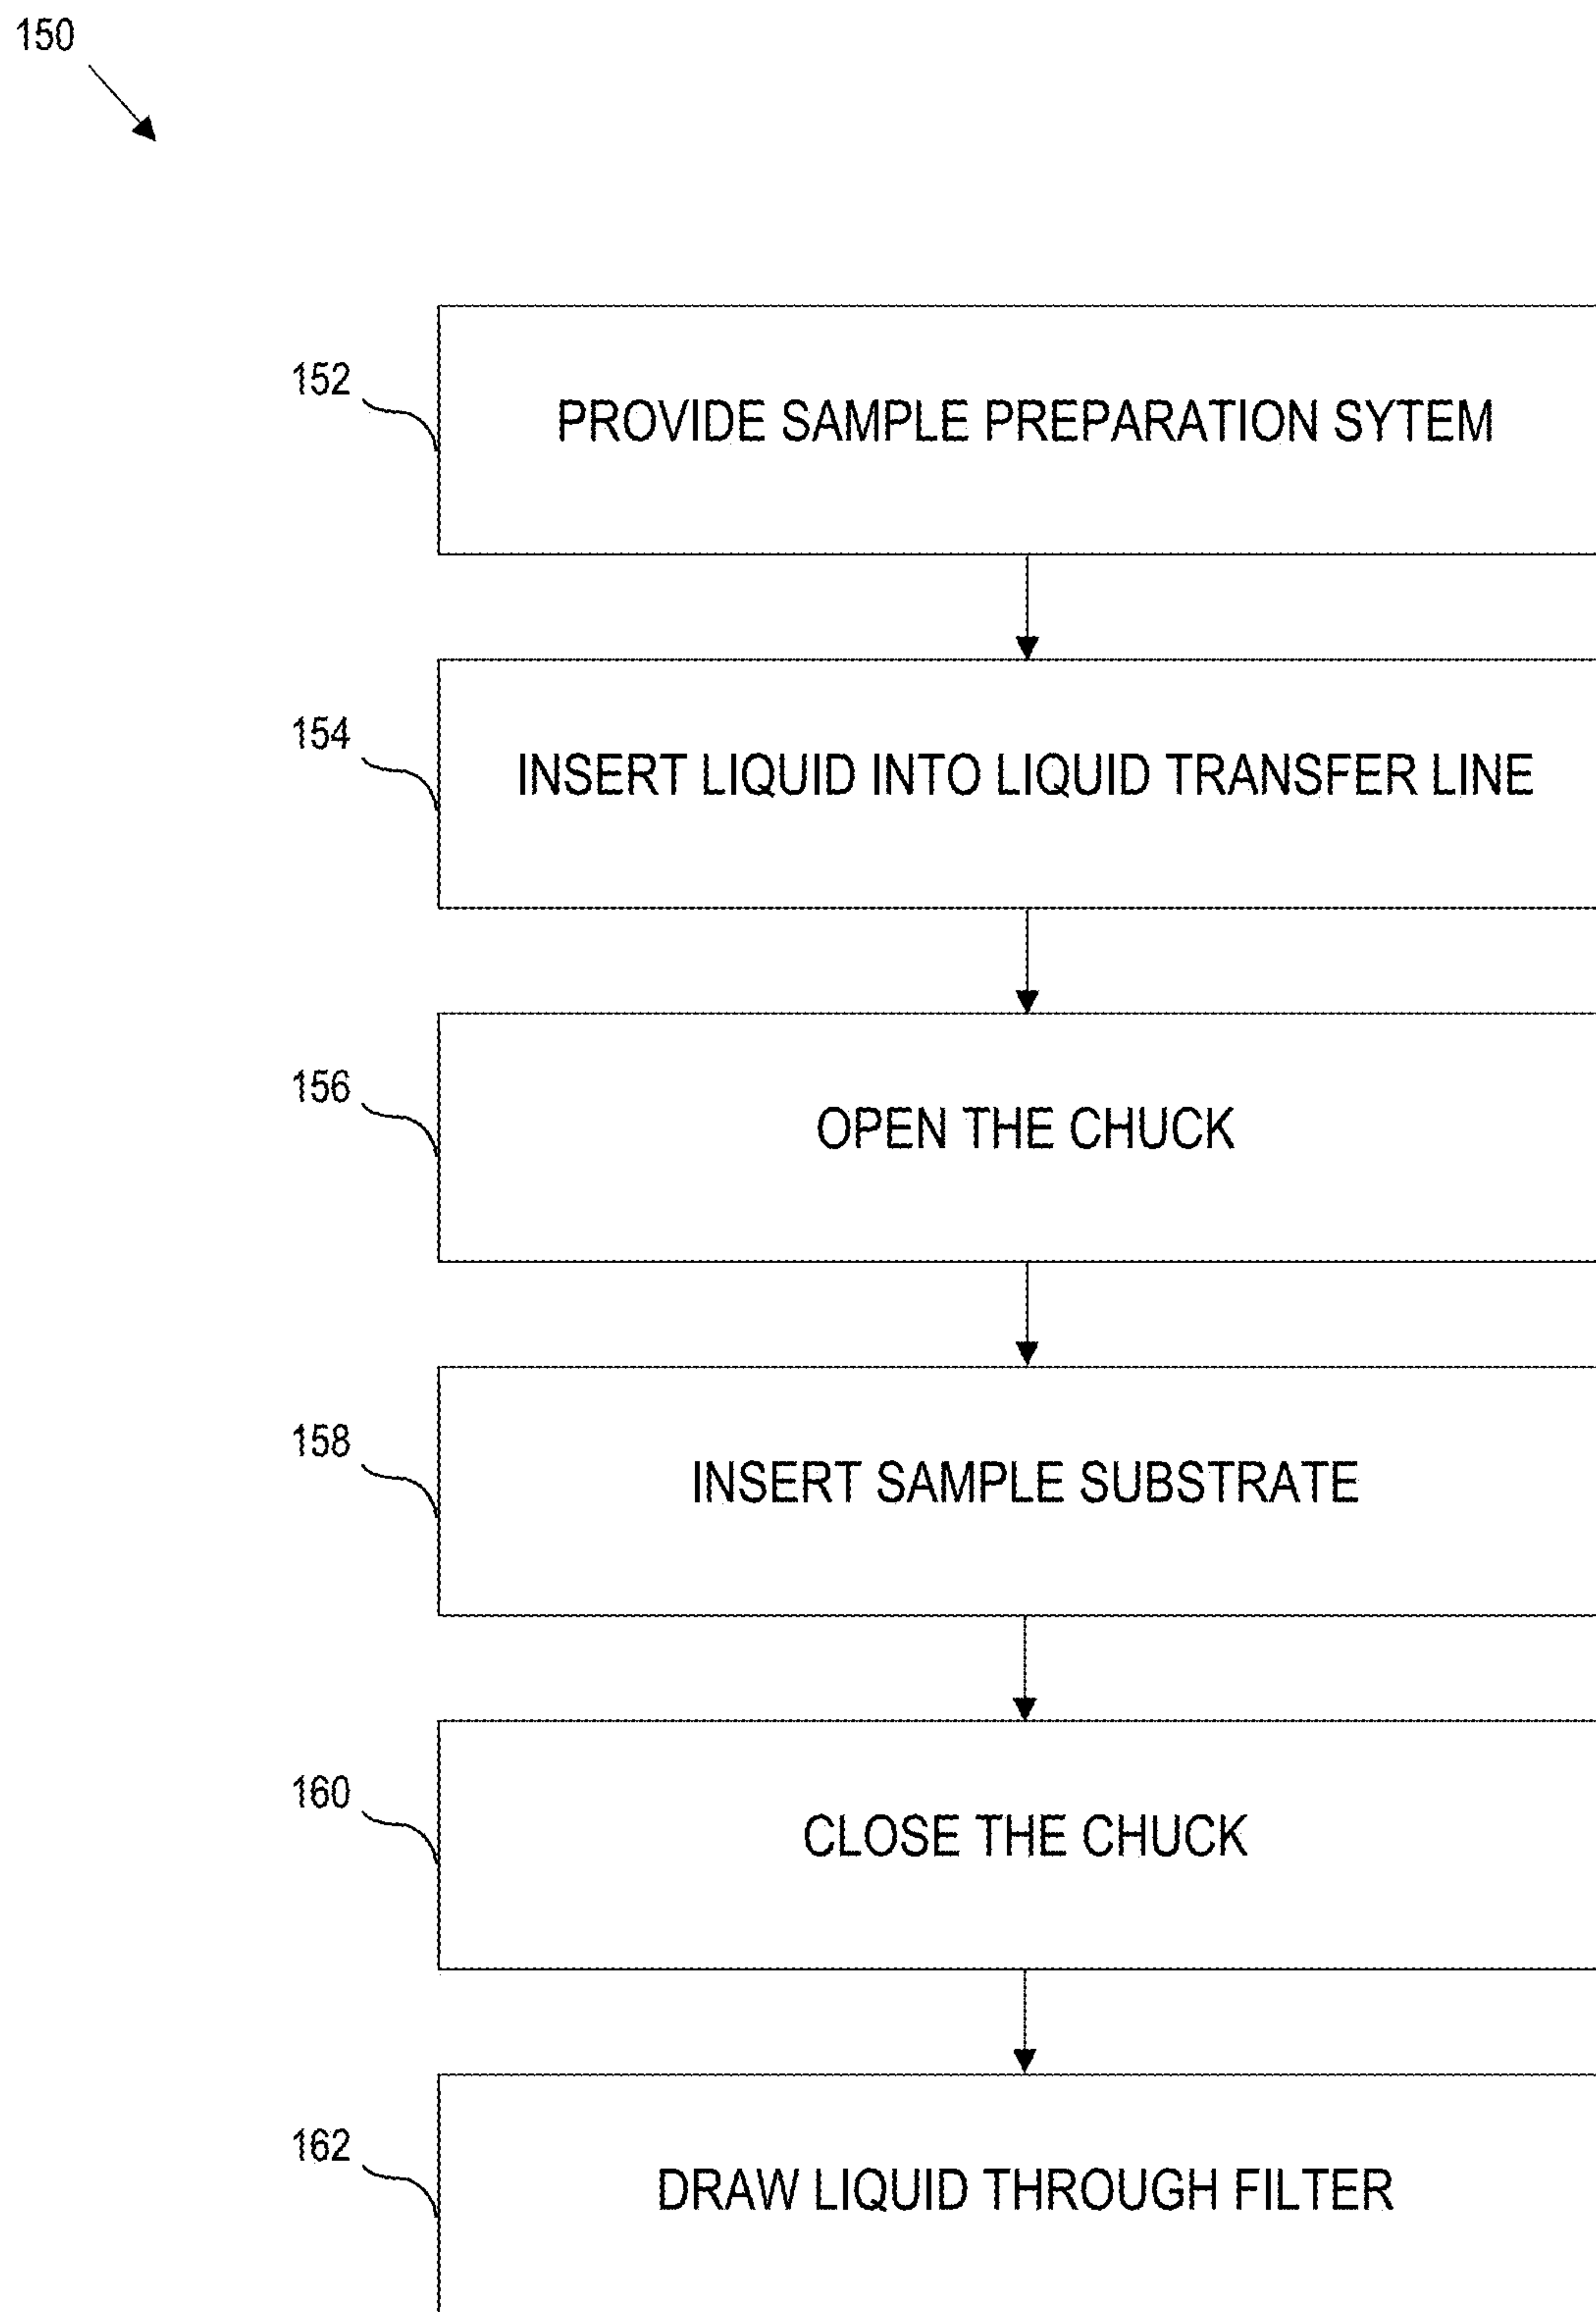 150
152
PROVIDE SAMPLE PREPARATION SYTEM
154
INSERT LIQUID INTO LIQUID TRANSFER LINE
156
OPEN THE CHUCK
158
INSERT SAMPLE SUBSTRATE
160
CLOSE THE CHUCK
162
DRAW LIQUID THROUGH FILTER